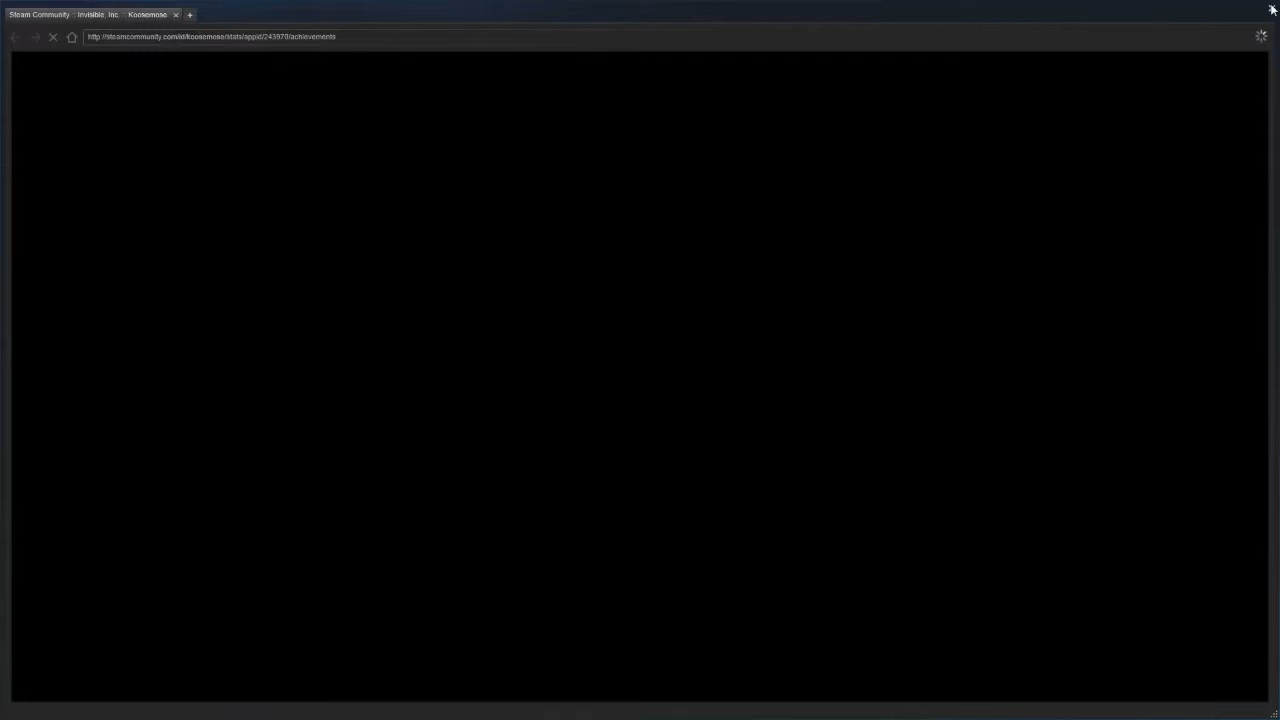 Steam Community :: Invisible, Inc. :: Koosemose
http://steamcommunity.com/id/koosemose/stats/appid/243970/achievements